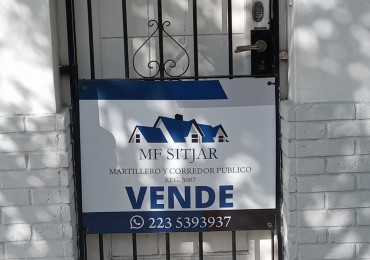 MF SITJAR
MARTILLERO Y CORREDOR PUBLICO
REG. 3067
VENDE
223 5393937